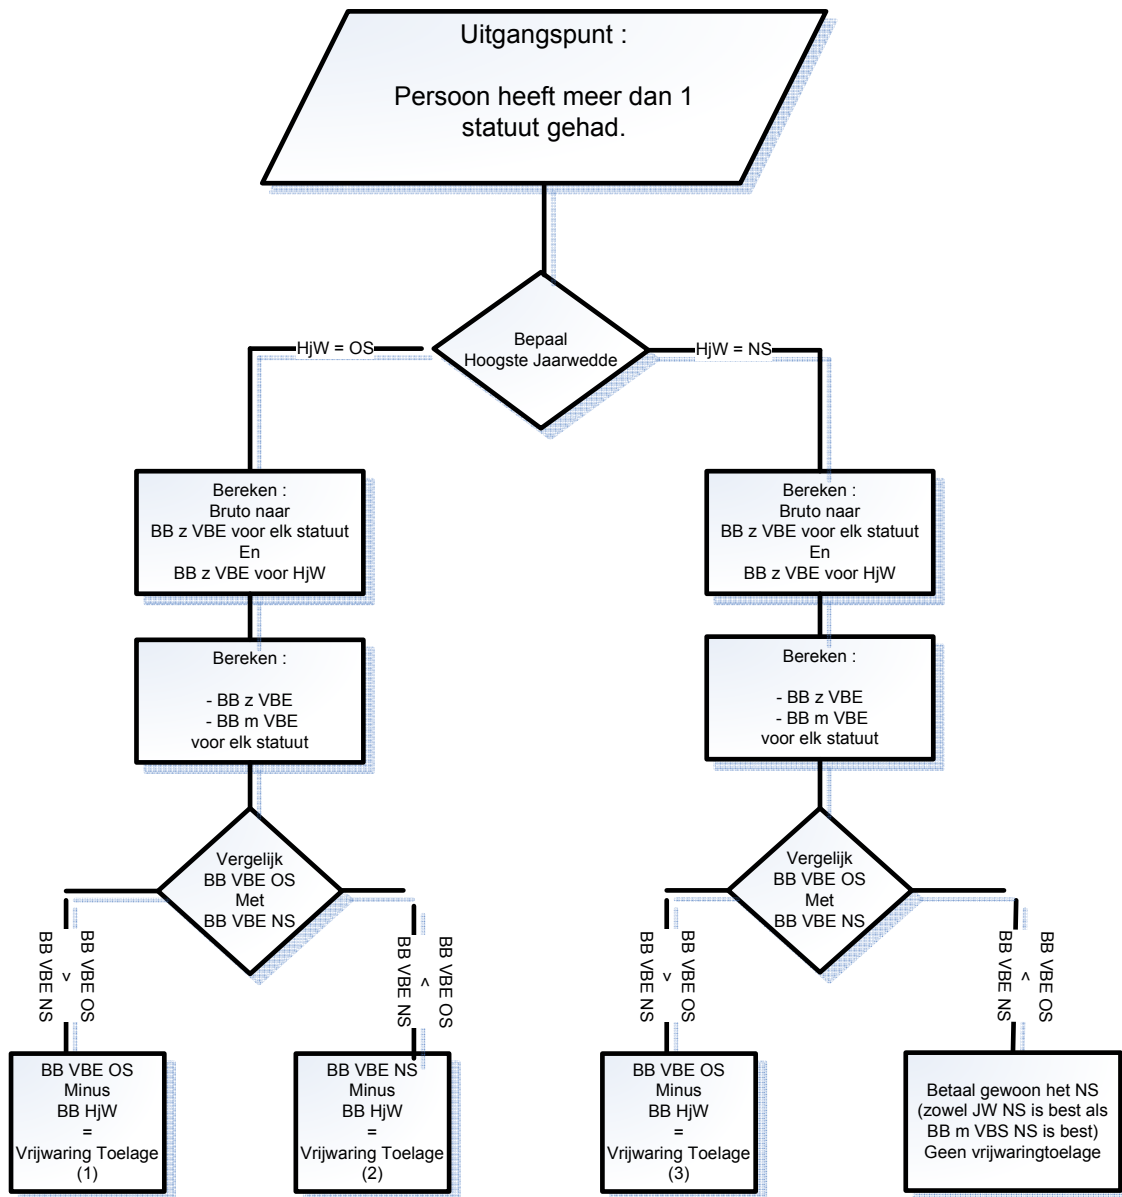 Uitgangspunt :
Persoon heeft meer dan 1
statuut gehad.
Bepaal
Hoogste Jaarwedde
HjW = OS
HjW = NS
Bereken :
Bruto naar
BB z VBE voor elk statuut
En
BB z VBE voor HjW
Bereken :
Bruto naar
BB z VBE voor elk statuut
En
BB z VBE voor HjW
Bereken :
- BB z VBE
- BB m VBE
voor elk statuut
Bereken :
- BB z VBE
- BB m VBE
voor elk statuut
Vergelijk
BB VBE OS
Met
BB VBE NS
Vergelijk
BB VBE OS
Met
BB VBE NS
BB VBE OS
>
BB VBE NS
BB VBE OS
<
BB VBE NS
BB VBE OS
>
BB VBE NS
BB VBE OS
<
BB VBE NS
BB VBE OS
Minus
BB HjW
=
Vrijwaring Toelage
(1)
BB VBE NS
Minus
BB HjW
=
Vrijwaring Toelage
(2)
BB VBE OS
Minus
BB HjW
=
Vrijwaring Toelage
(3)
Betaal gewoon het NS
(zowel JW NS is best als
BB m VBS NS is best)
Geen vrijwaringtoelage